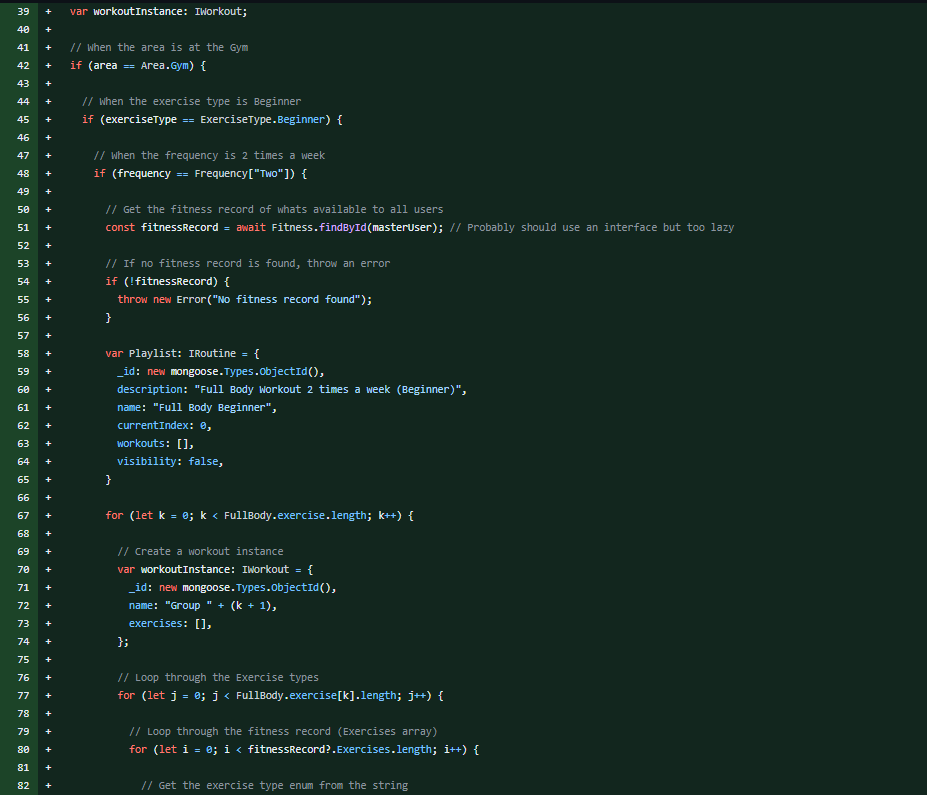 39 + var workoutInstance: IWorkout;
40 +
41 + // When the area is at the Gym
42 + if (area == Area.Gym) {
43 +
44 + // When the exercise type is Beginner
45 + if (exerciseType == ExerciseType.Beginner) {
46 +
47 + // When the frequency is 2 times a week
48 + if (frequency == Frequency["Two"]) {
49 +
50 + // Get the fitness record of whats available to all users
51 + const fitnessRecord = await Fitness.findById(masterUser); // Probably should use an interface but too lazy
52 +
53 + // If no fitness record is found, throw an error
54 + if (!fitnessRecord) {
55 + throw new Error("No fitness record found");
56 + }
57 +
58 + var Playlist: IRoutine = {
59 + _id: new mongoose.Types.ObjectId(),
60 + description: "Full Body Workout 2 times a week (Beginner)",
61 + name: "Full Body Beginner",
62 + currentIndex: 0,
63 + workouts: [],
64 + visibility: false,
65 + }
66 +
67 + for (let k = 0; k < FullBody.exercise.length; k++) {
68 +
69 + // Create a workout instance
70 + var workoutInstance: IWorkout = {
71 + _id: new mongoose.Types.ObjectId(),
72 + name: "Group " + (k + 1),
73 + exercises: [],
74 + };
75 +
76 + // Loop through the Exercise types
77 + for (let j = 0; j < FullBody.exercise[k].length; j++) {
78 +
79 + // Loop through the fitness record (Exercises array)
80 + for (let i = 0; i < fitnessRecord?.Exercises.length; i++) {
81 +
82 + // Get the exercise type enum from the string